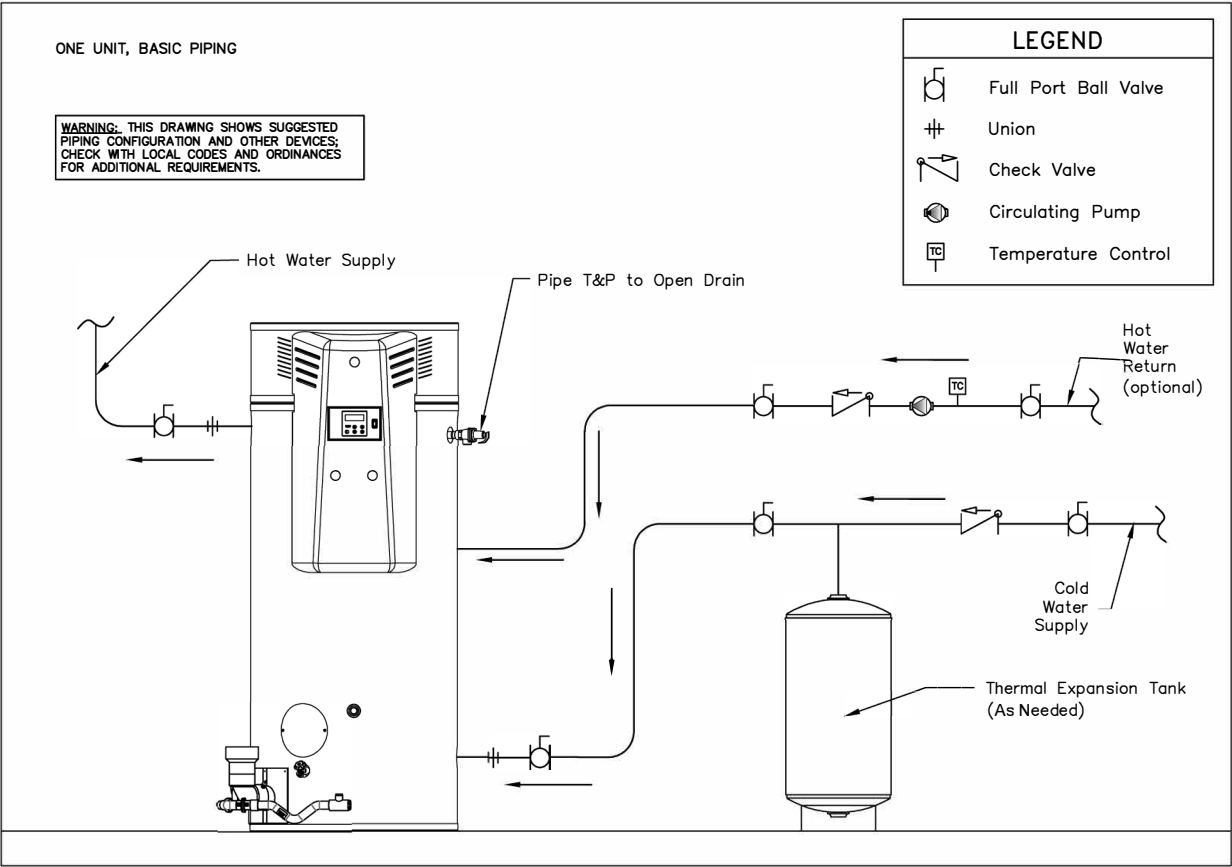 ONE UNIT, BASIC PIPING
WARNING: THIS DRAWING SHOWS SUGGESTED
PIPING CONFIGURATION AND OTHER DEVICES;
CHECK WITH LOCAL CODES AND ORDINANCES
FOR ADDITIONAL REQUIREMENTS.
LEGEND
Full Port Ball Valve
Union
Check Valve
Circulating Pump
TC
Temperature Control
Hot Water Supply
Pipe T&P to Open Drain
Hot
Water
Return
(optional)
TC
Cold
Water
Supply
Thermal Expansion Tank
(As Needed)